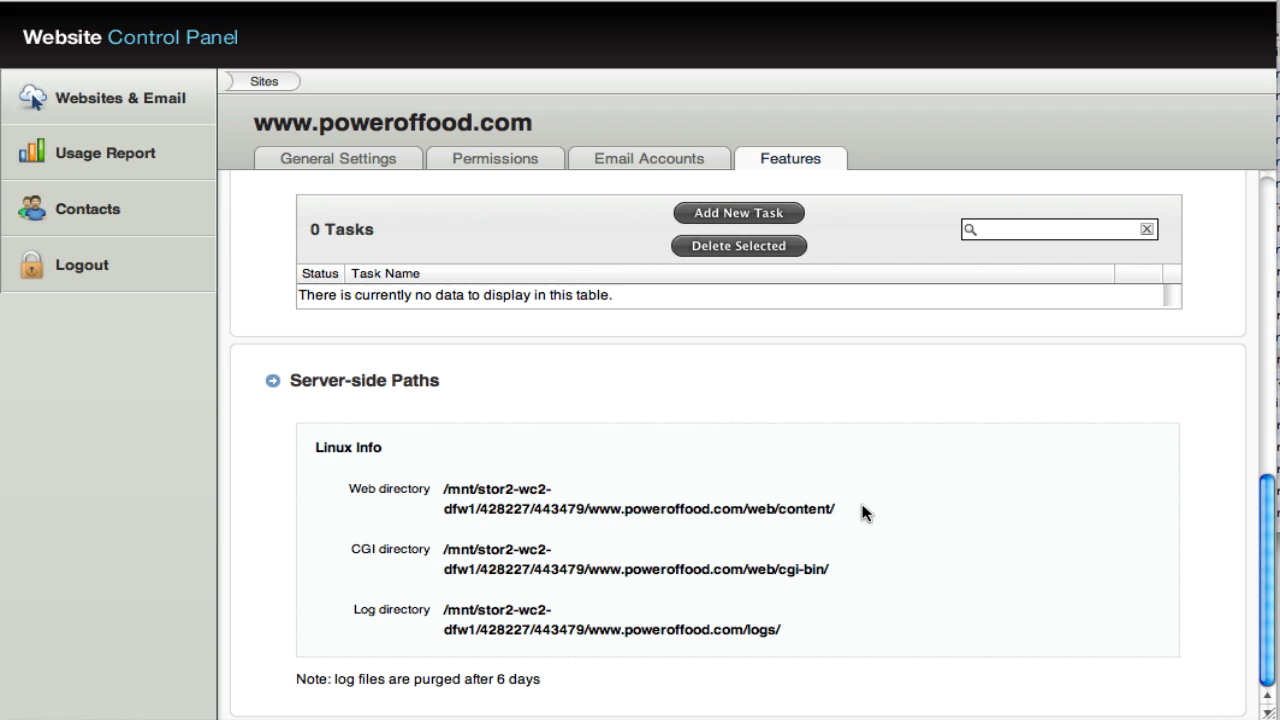 Website Control Panel
Websites & Email
Usage Report
Contacts
Logout
Sites
www.poweroffood.com
General Settings
Permissions
Email Accounts
Features
0 Tasks
Add New Task
Delete Selected
Status
Task Name
There is currently no data to display in this table.
Server-side Paths
Linux Info
Web directory
/mnt/stor2-wc2-
dfw1/428227/443479/www.poweroffood.com/web/content/
CGI directory
/mnt/stor2-wc2-
dfw1/428227/443479/www.poweroffood.com/web/cgi-bin/
Log directory
/mnt/stor2-wc2-
dfw1/428227/443479/www.poweroffood.com/logs/
Note: log files are purged after 6 days